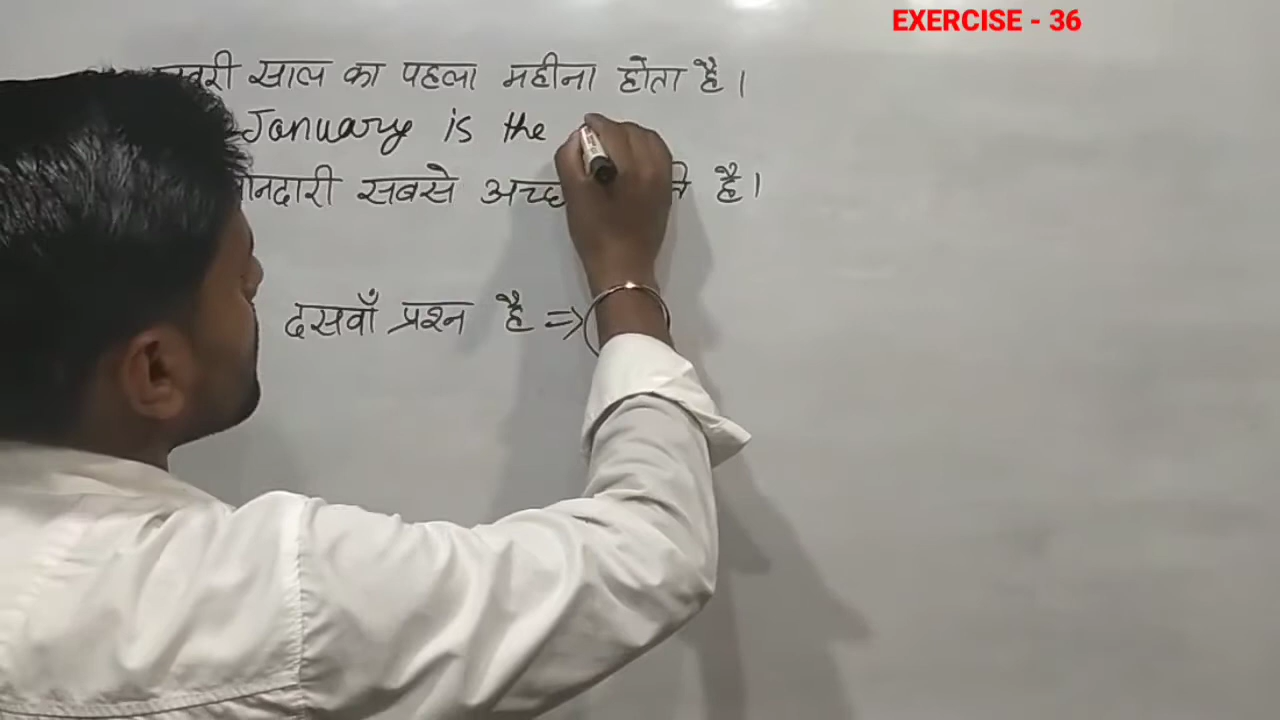 EXERCISE - 36
साल का पहला महीना होता है।
January is the
सबसे है।
दसवाँ प्रश्न है ⇒